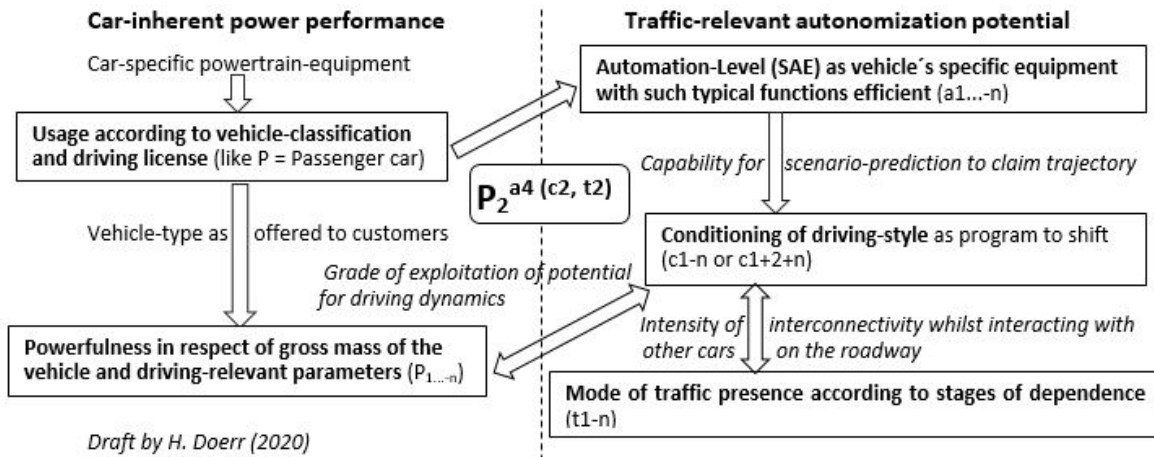 Car-inherent power performance
Car-specific powertrain-equipment
Usage according to vehicle-classification
and driving license (like P = Passenger car)
Vehicle-type as offered to customers
Powerfulness in respect of gross mass of the
vehicle and driving-relevant parameters (P1...-n)
Draft by H. Doerr (2020)
P2 a4 (c2, t2)
Grade of exploitation of potential
for driving dynamics
Traffic-relevant autonomization potential
Automation-Level (SAE) as vehicle´s specific equipment
with such typical functions efficient (a1...-n)
Capability for scenario-prediction to claim trajectory
Conditioning of driving-style as program to shift
(c1-n or c1+2+n)
Intensity of interconnectivity whilst interacting with
other cars on the roadway
Mode of traffic presence according to stages of dependence
(t1-n)